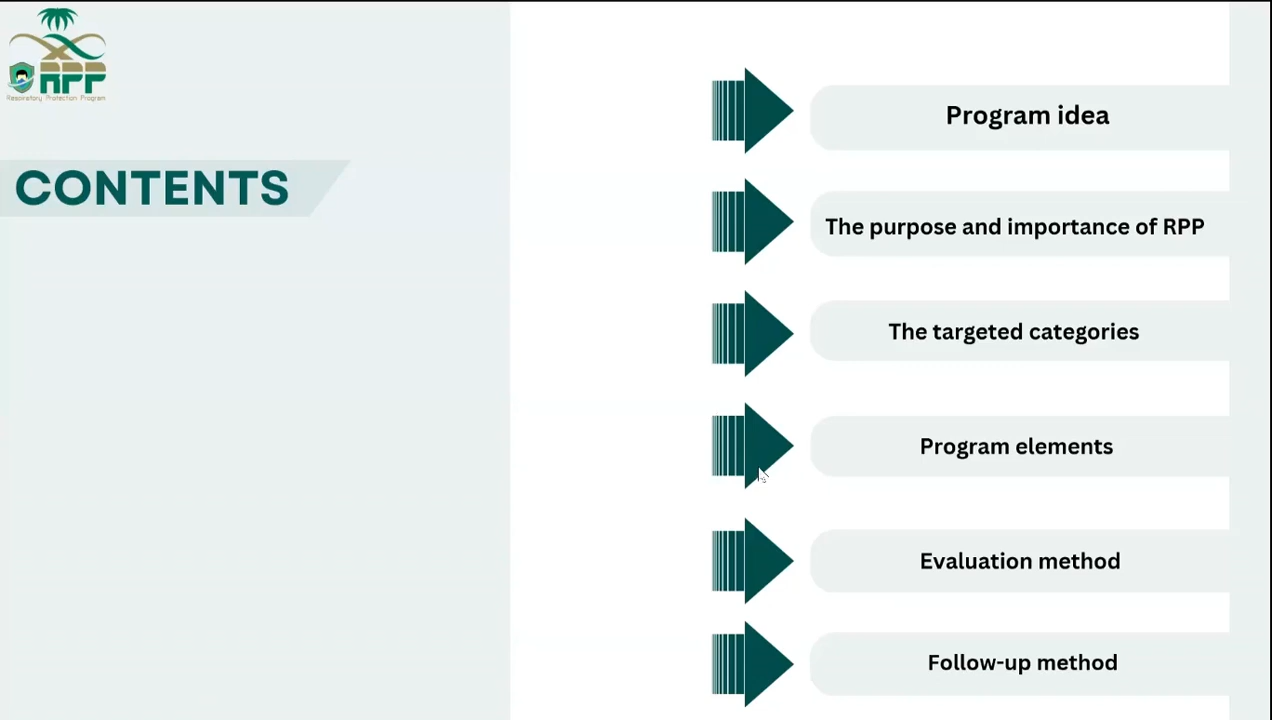 RPP
Respiratory Protection Program
CONTENTS
Program idea
The purpose and importance of RPP
The targeted categories
Program elements
Evaluation method
Follow-up method